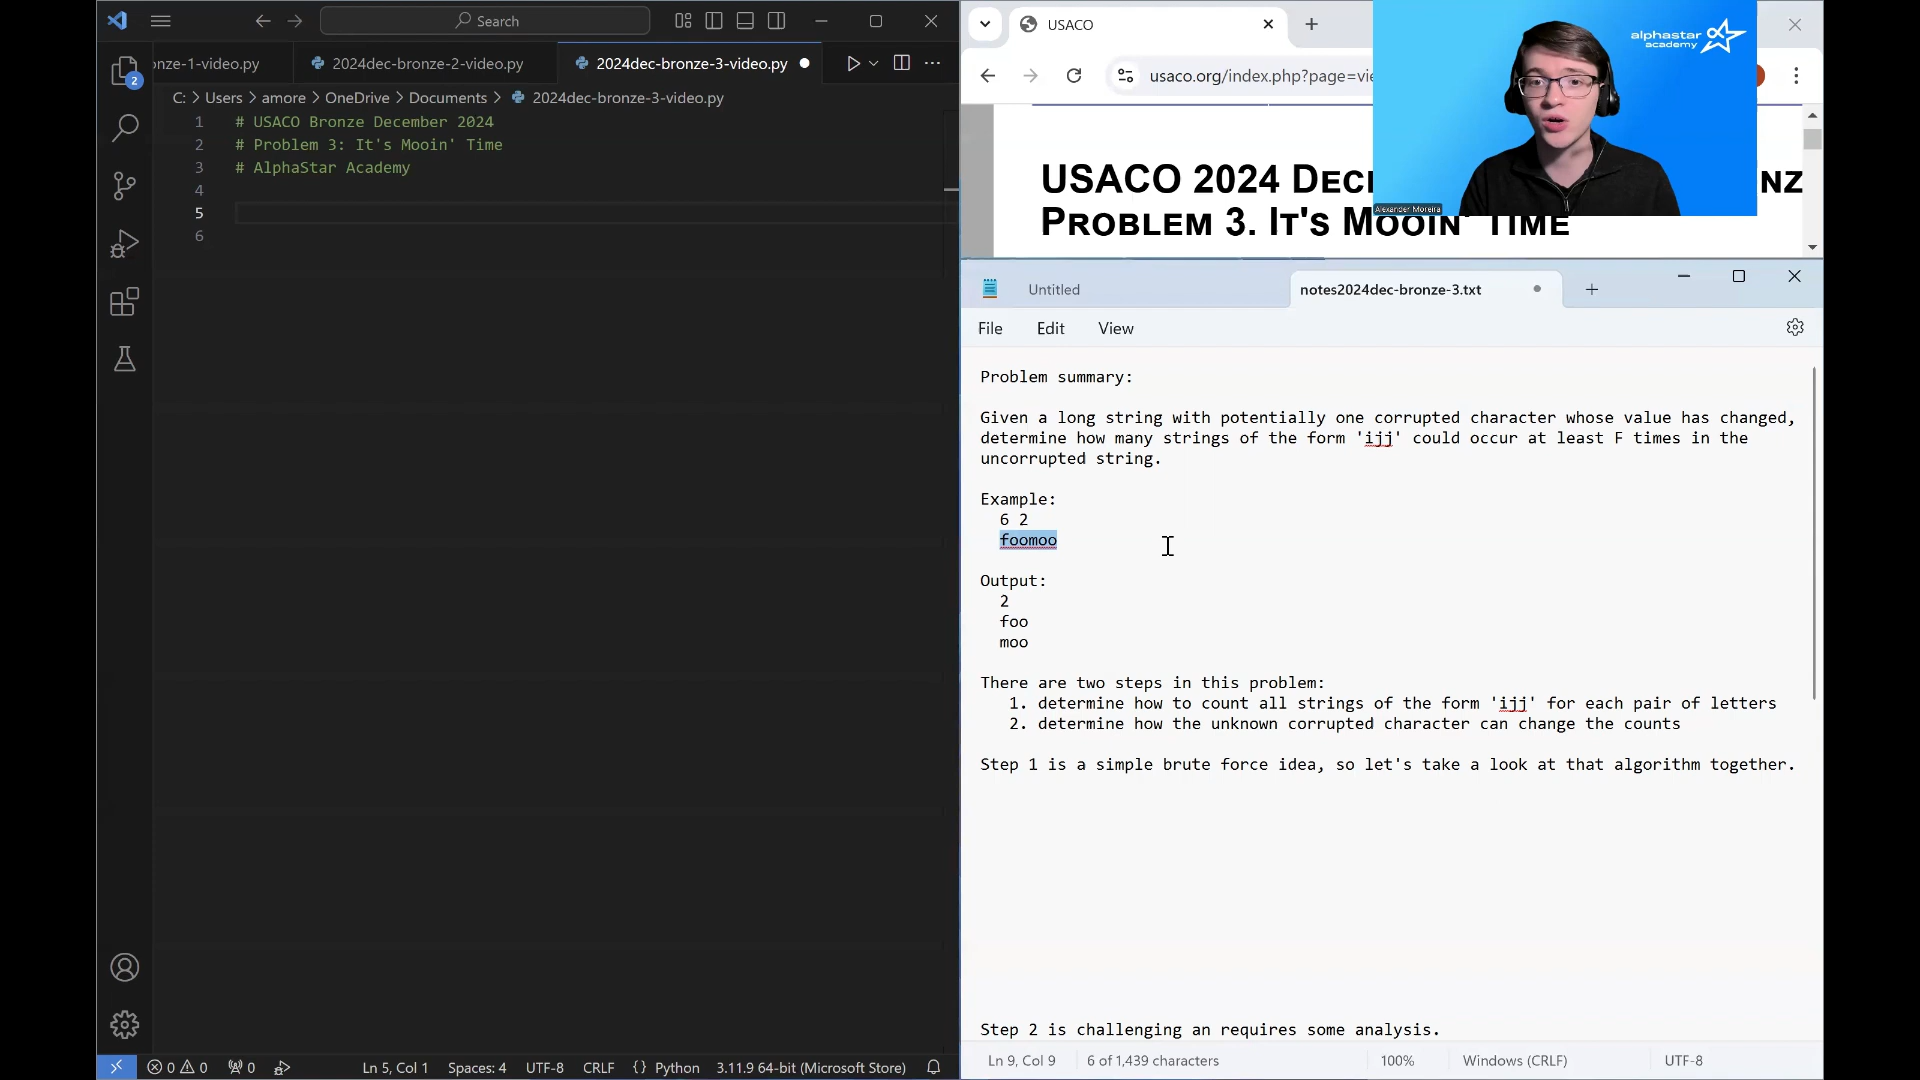 Search
onze-1-video.py
2024dec-bronze-2-video.py
2024dec-bronze-3-video.py
C: > Users > amore > OneDrive > Documents > 2024dec-bronze-3-video.py
1 # USACO Bronze December 2024
2 # Problem 3: It's Mooin' Time
3 # AlphaStar Academy
4
5
6
2
0 0 0
Ln 5, Col 1
Spaces: 4
UTF-8
CRLF
{} Python
3.11.9 64-bit (Microsoft Store)
USACO
usaco.org/index.php?page=vie
alphastar
academy
Alexander Moreira
USACO 2024 Dec
nz
Problem 3. It's Mooin' Time
Untitled
notes2024dec-bronze-3.txt
File Edit View
Problem summary:
Given a long string with potentially one corrupted character whose value has changed,
determine how many strings of the form 'ijj' could occur at least F times in the
uncorrupted string.
Example:
6 2
foomoo
Output:
2
foo
moo
There are two steps in this problem:
1. determine how to count all strings of the form 'ijj' for each pair of letters
2. determine how the unknown corrupted character can change the counts
Step 1 is a simple brute force idea, so let's take a look at that algorithm together.
Step 2 is challenging an requires some analysis.
Ln 9, Col 9
6 of 1,439 characters
100%
Windows (CRLF)
UTF-8